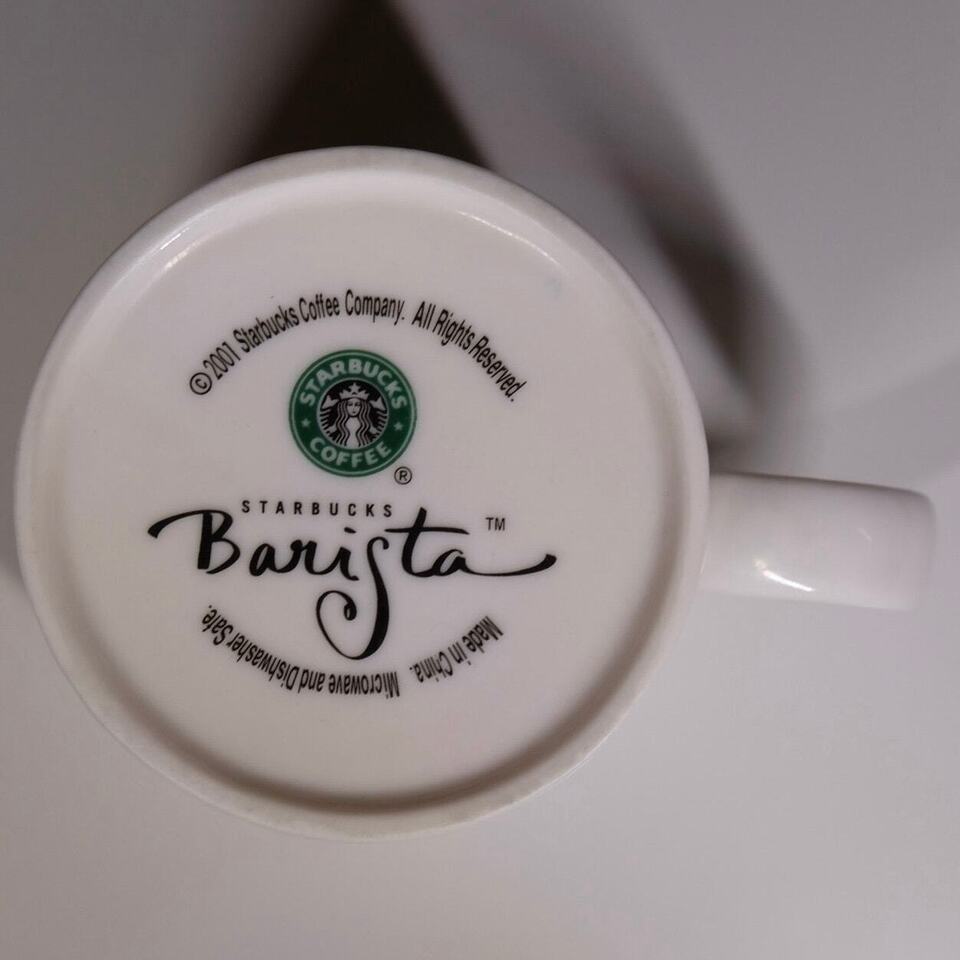 © 2001 Starbucks Coffee Company. All Rights Reserved.
STARBUCKS
COFFEE
®
STARBUCKS
Barista ™
Made in China. Microwave and Dishwasher Safe.